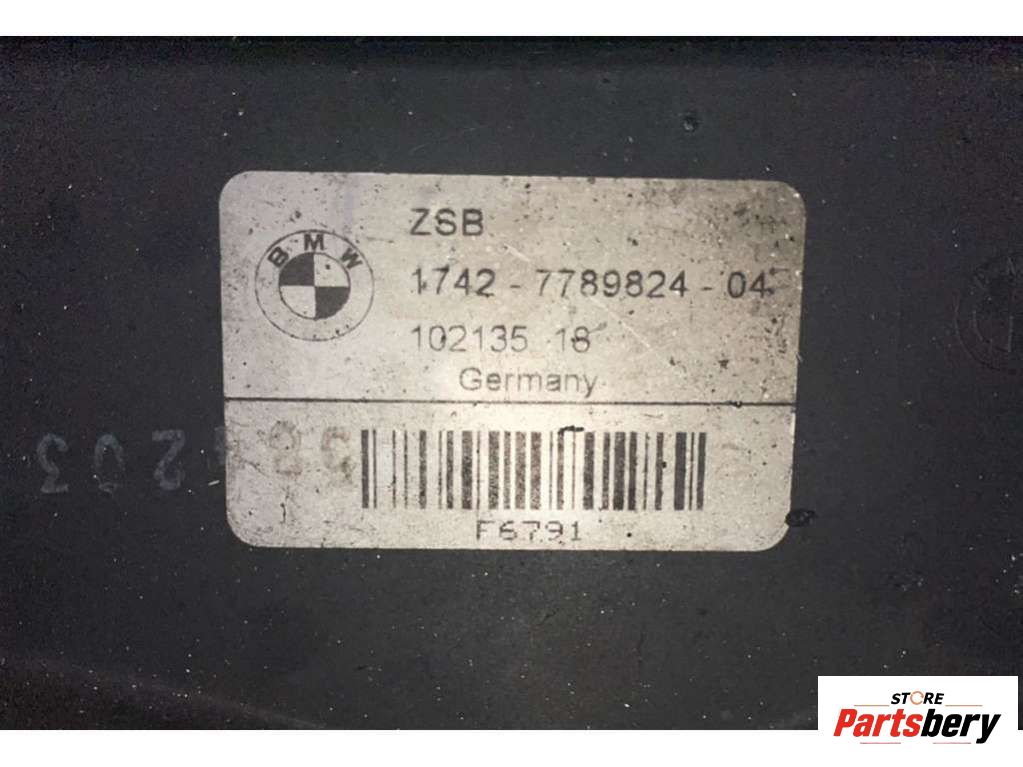 ZSB
BMW
1742 - 7789824 - 04
102135 18
Germany
F6791
STORE
Partsbery